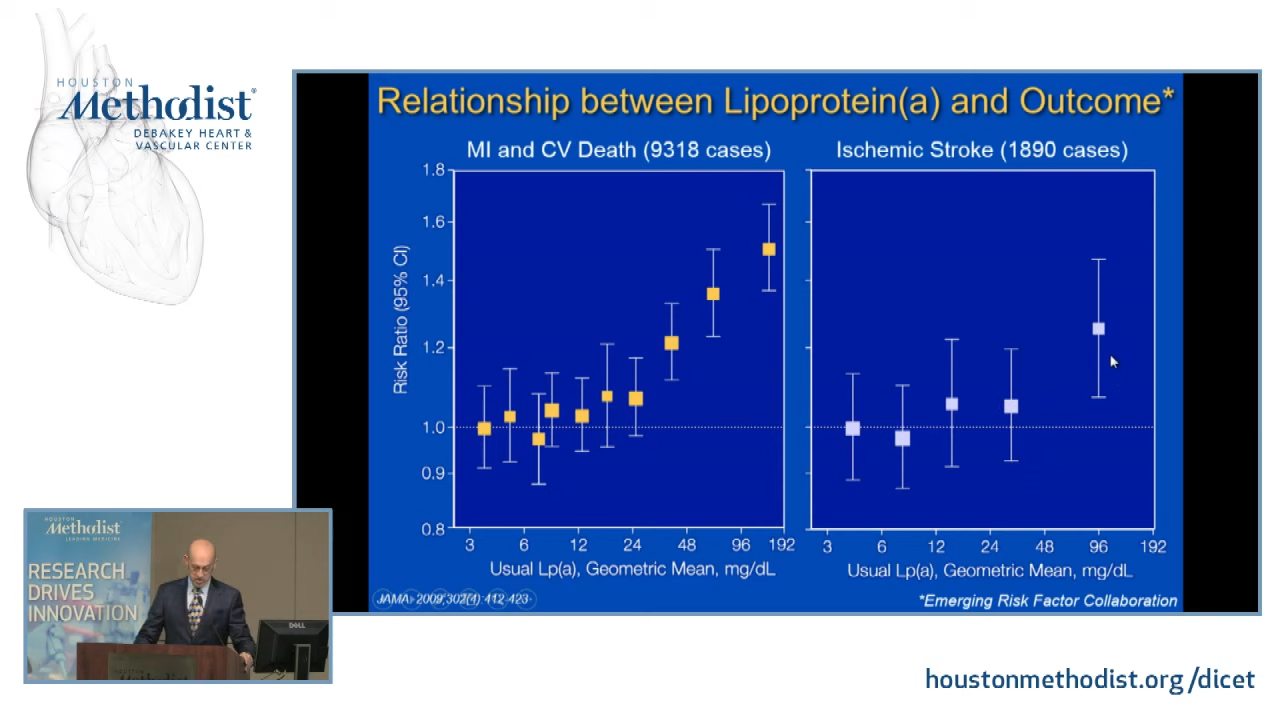 HOUSTON
Methodist®
DEBAKEY HEART &
VASCULAR CENTER
Relationship between Lipoprotein(a) and Outcome*
MI and CV Death (9318 cases)
Risk Ratio (95% CI)
1.8
1.6
1.4
1.2
1.0
0.9
0.8
3 6 12 24 48 96 192
Usual Lp(a), Geometric Mean, mg/dL
Ischemic Stroke (1890 cases)
3 6 12 24 48 96 192
Usual Lp(a), Geometric Mean, mg/dL
JAMA. 2009;302(4):412-423.
*Emerging Risk Factor Collaboration
HOUSTON
Methodist
LEADING MEDICINE
RESEARCH
DRIVES
INNOVATION
DELL
HOUSTON
Methodist
houstonmethodist.org/dicet